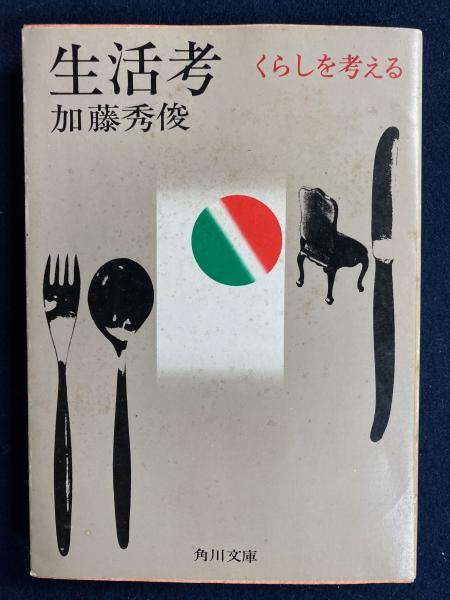 生活考
くらしを考える
加藤秀俊
角川文庫